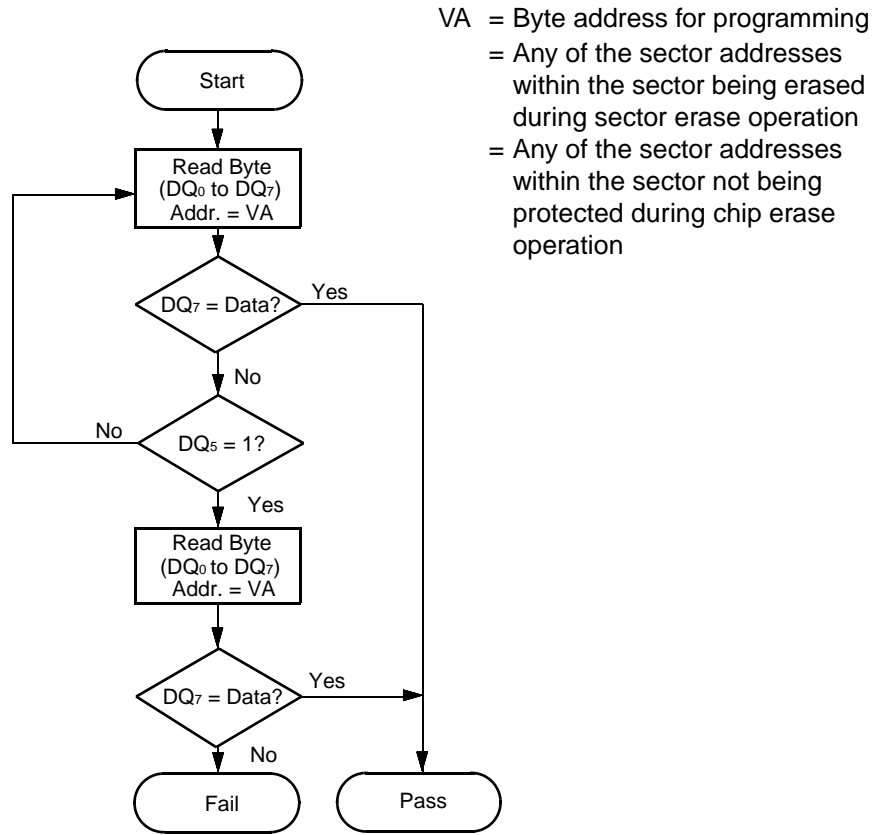 VA = Byte address for programming
= Any of the sector addresses
within the sector being erased
during sector erase operation
= Any of the sector addresses
within the sector not being
protected during chip erase
operation
Start
Read Byte
(DQ₀ to DQ₇)
Addr. = VA
DQ₇ = Data?
Yes
No
DQ₅ = 1?
No
Yes
Read Byte
(DQ₀ to DQ₇)
Addr. = VA
DQ₇ = Data?
Yes
No
Fail
Pass